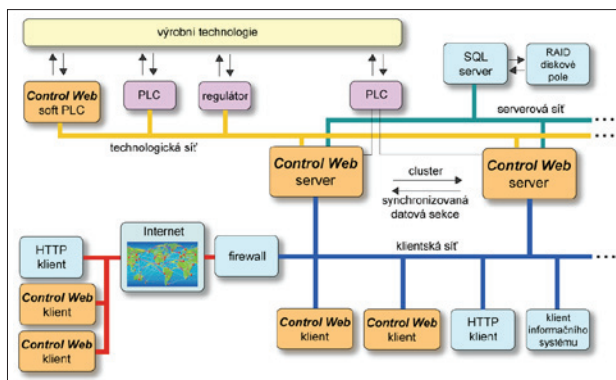 výrobní technologie
Control Web
soft PLC
PLC
regulátor
PLC
SQL
server
RAID
diskové
pole
serverová síť
technologická síť
Control Web
server
cluster
synchronizovaná
datová sekce
Control Web
server
Internet
firewall
klientská síť
HTTP
klient
Control Web
klient
Control Web
klient
Control Web
klient
Control Web
klient
HTTP
klient
klient
informačního
systému